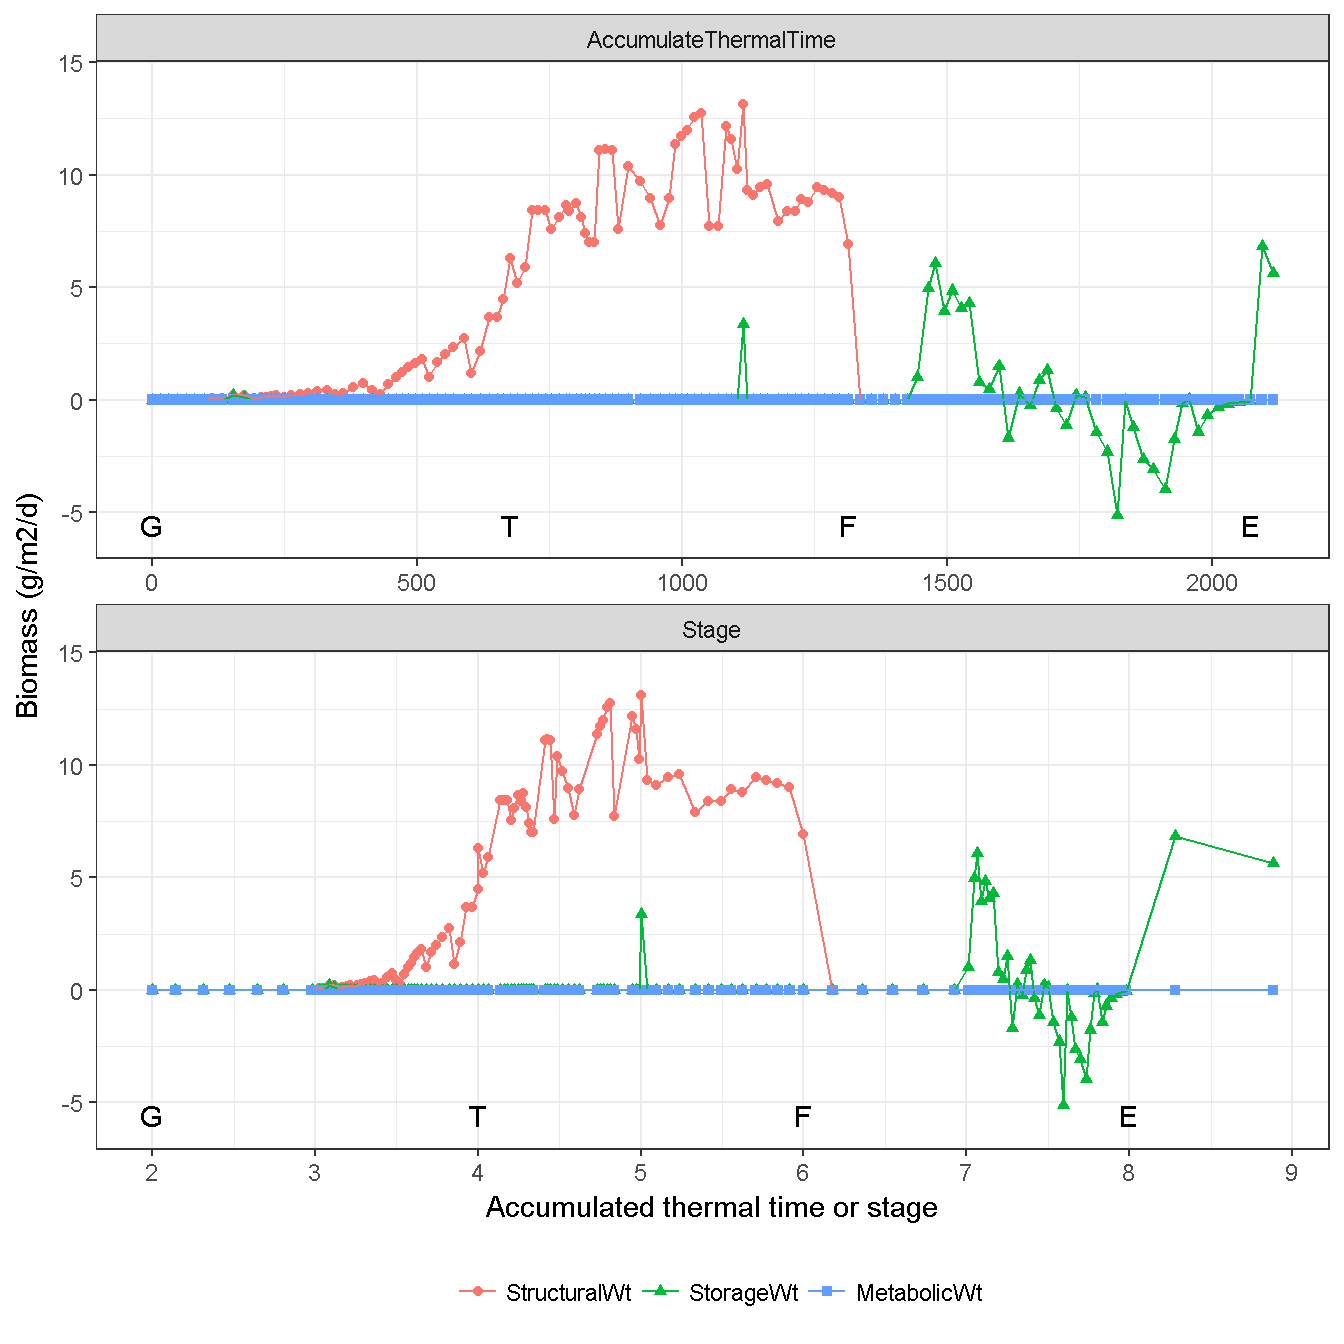 AccumulateThermalTime
15
10
5
0
-5
G T F E
0 500 1000 1500 2000
Biomass (g/m2/d)
Stage
15
10
5
0
-5
G T F E
2 3 4 5 6 7 8 9
Accumulated thermal time or stage
StructuralWt StorageWt MetabolicWt